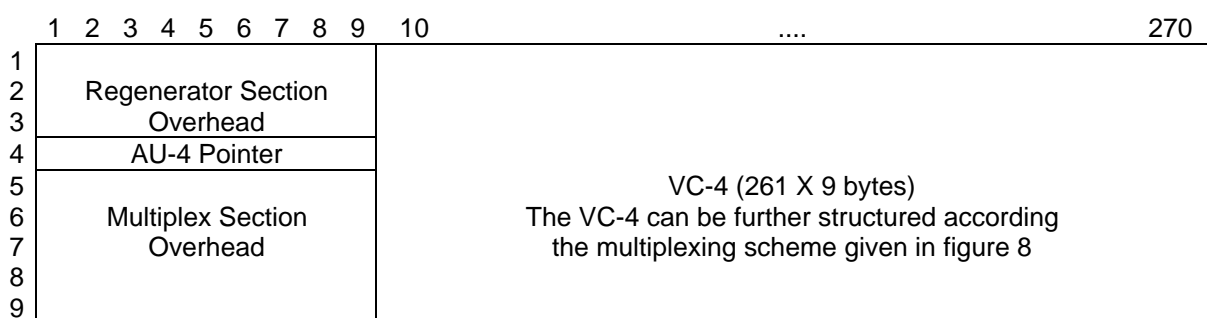 1 2 3 4 5 6 7 8 9 10 .... 270
1
2 Regenerator Section
3 Overhead
4 AU-4 Pointer
5 VC-4 (261 X 9 bytes)
6 Multiplex Section The VC-4 can be further structured according
7 Overhead the multiplexing scheme given in figure 8
8
9